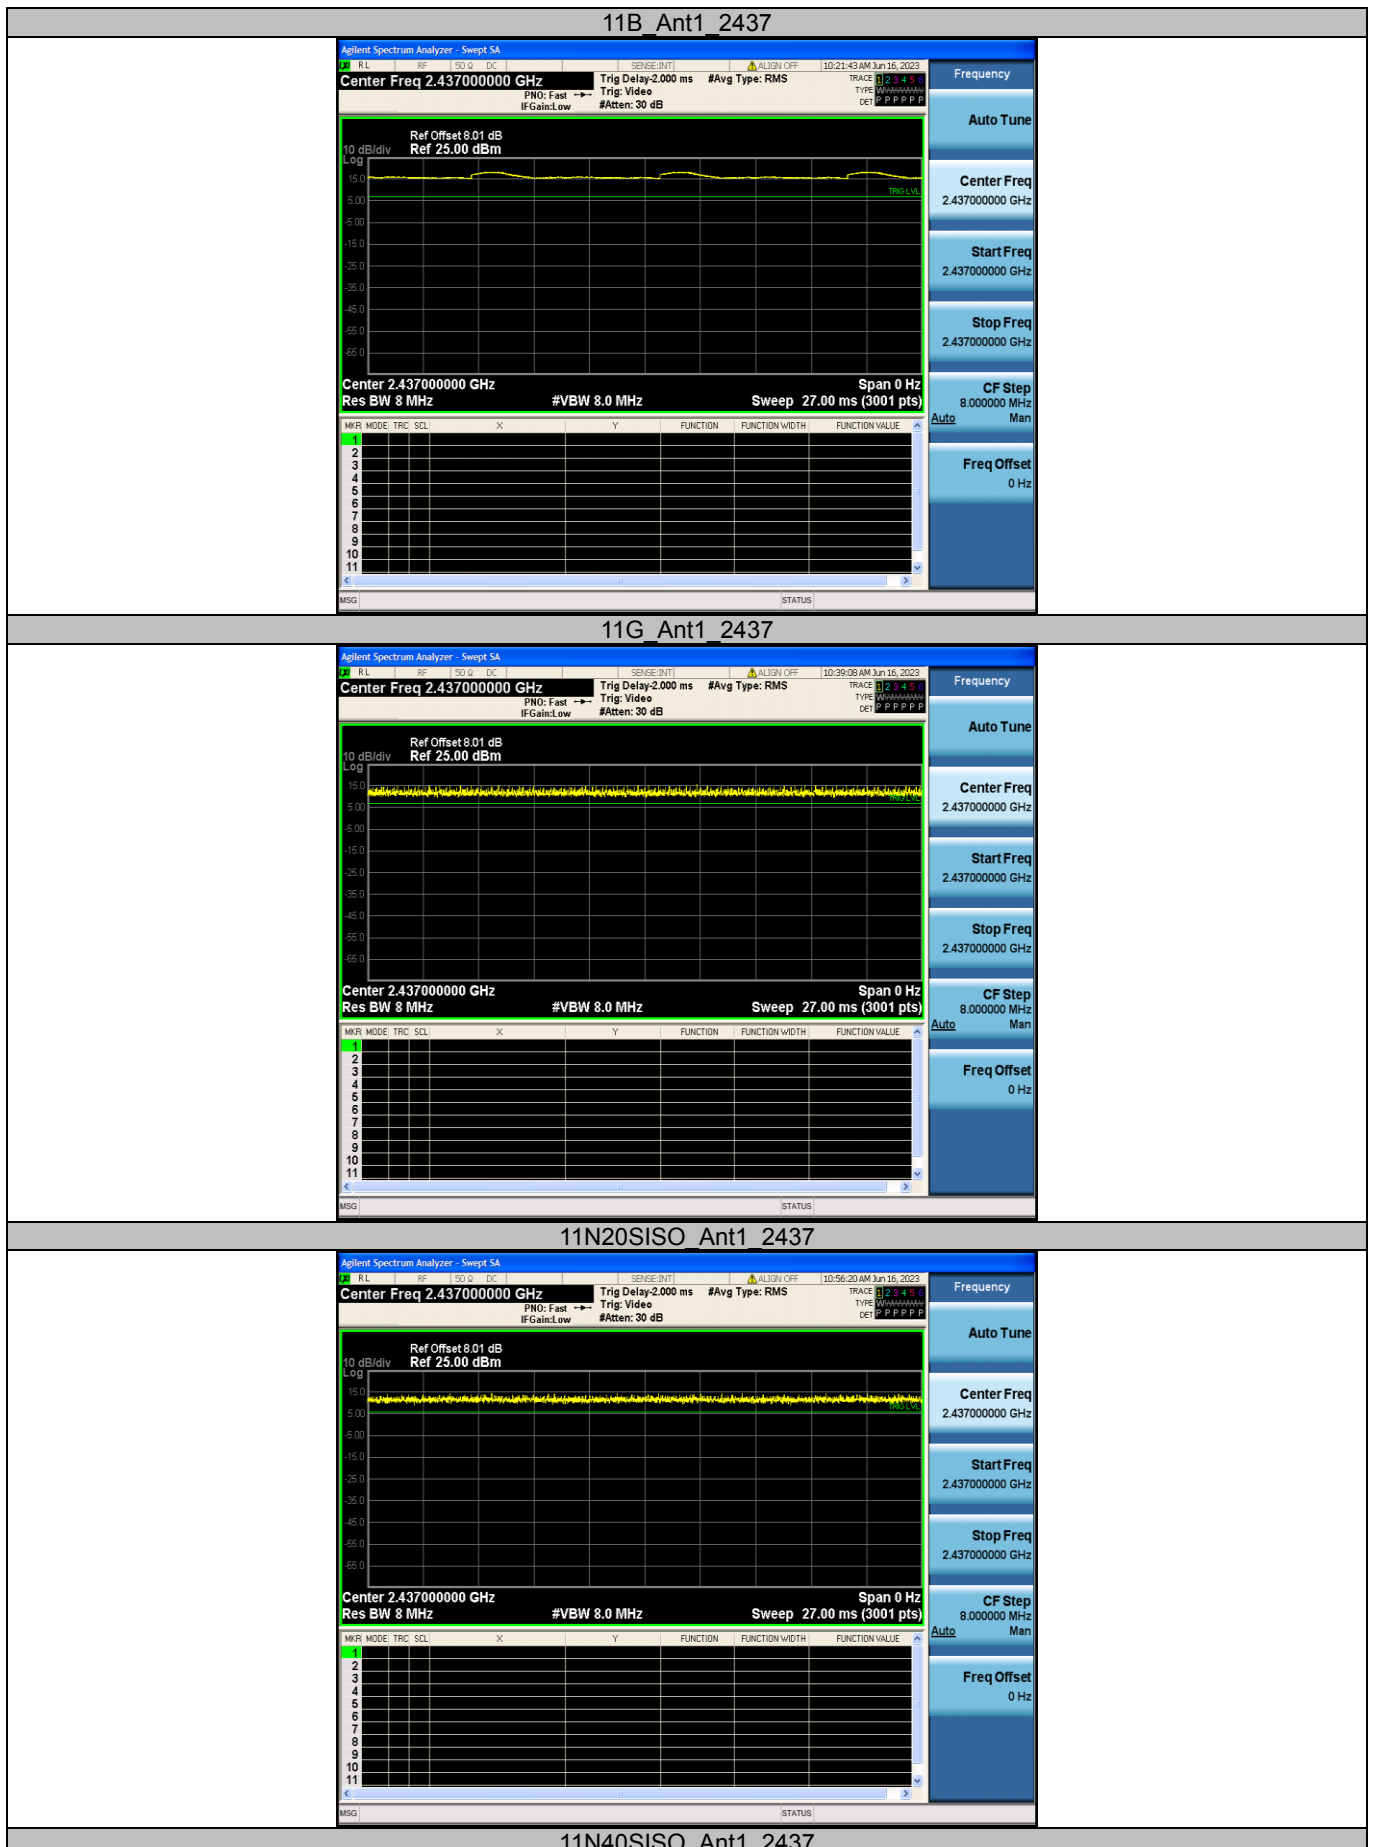 11B_Ant1_2437
Agilent Spectrum Analyzer - Swept SA
RL RF 50 Ω DC SENSE:INT ALIGN OFF 10:21:43 AM Jun 16, 2023
Center Freq 2.437000000 GHz
PNO: Fast
IFGain:Low
Trig Delay-2.000 ms #Avg Type: RMS
Trig: Video
#Atten: 30 dB
TRACE 1 2 3 4 5 6
TYPE
DET P P P P P P
Frequency
Auto Tune
Ref Offset 8.01 dB
10 dB/div Ref 25.00 dBm
Log
15.0
5.00
-5.00
-15.0
-25.0
-35.0
-45.0
-55.0
-65.0
TRIG LVL
Center 2.437000000 GHz Span 0 Hz
Res BW 8 MHz #VBW 8.0 MHz Sweep 27.00 ms (3001 pts)
Center Freq
2.437000000 GHz
Start Freq
2.437000000 GHz
Stop Freq
2.437000000 GHz
CF Step
8.000000 MHz
Auto Man
Freq Offset
0 Hz
MKR MODE TRC SCL X Y FUNCTION FUNCTION WIDTH FUNCTION VALUE
1
2
3
4
5
6
7
8
9
10
11
MSG STATUS
11G_Ant1_2437
Agilent Spectrum Analyzer - Swept SA
RL RF 50 Ω DC SENSE:INT ALIGN OFF 10:39:08 AM Jun 16, 2023
Center Freq 2.437000000 GHz
PNO: Fast
IFGain:Low
Trig Delay-2.000 ms #Avg Type: RMS
Trig: Video
#Atten: 30 dB
TRACE 1 2 3 4 5 6
TYPE
DET P P P P P P
Frequency
Auto Tune
Ref Offset 8.01 dB
10 dB/div Ref 25.00 dBm
Log
15.0
5.00
-5.00
-15.0
-25.0
-35.0
-45.0
-55.0
-65.0
TRIG LVL
Center 2.437000000 GHz Span 0 Hz
Res BW 8 MHz #VBW 8.0 MHz Sweep 27.00 ms (3001 pts)
Center Freq
2.437000000 GHz
Start Freq
2.437000000 GHz
Stop Freq
2.437000000 GHz
CF Step
8.000000 MHz
Auto Man
Freq Offset
0 Hz
MKR MODE TRC SCL X Y FUNCTION FUNCTION WIDTH FUNCTION VALUE
1
2
3
4
5
6
7
8
9
10
11
MSG STATUS
11N20SISO_Ant1_2437
Agilent Spectrum Analyzer - Swept SA
RL RF 50 Ω DC SENSE:INT ALIGN OFF 10:56:20 AM Jun 16, 2023
Center Freq 2.437000000 GHz
PNO: Fast
IFGain:Low
Trig Delay-2.000 ms #Avg Type: RMS
Trig: Video
#Atten: 30 dB
TRACE 1 2 3 4 5 6
TYPE
DET P P P P P P
Frequency
Auto Tune
Ref Offset 8.01 dB
10 dB/div Ref 25.00 dBm
Log
15.0
5.00
-5.00
-15.0
-25.0
-35.0
-45.0
-55.0
-65.0
TRIG LVL
Center 2.437000000 GHz Span 0 Hz
Res BW 8 MHz #VBW 8.0 MHz Sweep 27.00 ms (3001 pts)
Center Freq
2.437000000 GHz
Start Freq
2.437000000 GHz
Stop Freq
2.437000000 GHz
CF Step
8.000000 MHz
Auto Man
Freq Offset
0 Hz
MKR MODE TRC SCL X Y FUNCTION FUNCTION WIDTH FUNCTION VALUE
1
2
3
4
5
6
7
8
9
10
11
MSG STATUS
11N40SISO_Ant1_2437